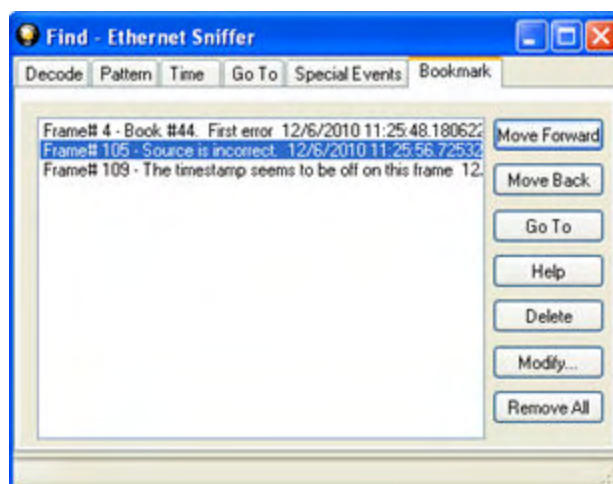 Find - Ethernet Sniffer
Decode Pattern Time Go To Special Events Bookmark
Frame# 4 - Book #44. First error 12/6/2010 11:25:48.180622
Frame# 105 - Source is incorrect. 12/6/2010 11:25:56.72532
Frame# 109 - The timestamp seems to be off on this frame 12.
Move Forward
Move Back
Go To
Help
Delete
Modify...
Remove All